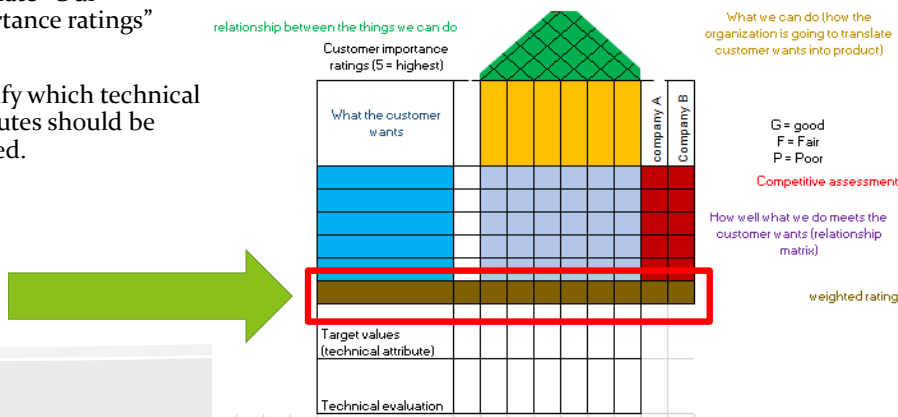 relationship between the things we can do
Customer importance
ratings (5 = highest)
What the customer
wants
company A
Company B
What we can do (how the
organization is going to translate
customer wants into product)
G = good
F = Fair
P = Poor
Competitive assessment
How well what we do meets the
customer wants (relationship
matrix)
weighted rating
rtance ratings”
ify which technical
utes should be
ed.
Target values
(technical attribute)
Technical evaluation